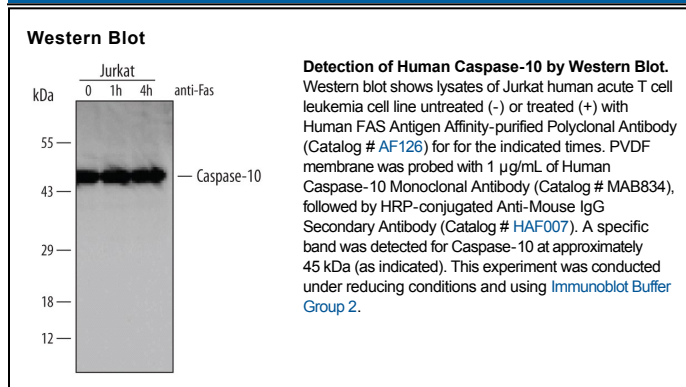 Western Blot
Jurkat
kDa
0 1h 4h anti-Fas
55
Caspase-10
43
29
18
12
Detection of Human Caspase-10 by Western Blot.
Western blot shows lysates of Jurkat human acute T cell
leukemia cell line untreated (-) or treated (+) with
Human FAS Antigen Affinity-purified Polyclonal Antibody
(Catalog # AF126) for for the indicated times. PVDF
membrane was probed with 1 µg/mL of Human
Caspase-10 Monoclonal Antibody (Catalog # MAB834),
followed by HRP-conjugated Anti-Mouse IgG
Secondary Antibody (Catalog # HAF007). A specific
band was detected for Caspase-10 at approximately
45 kDa (as indicated). This experiment was conducted
under reducing conditions and using Immunoblot Buffer
Group 2.